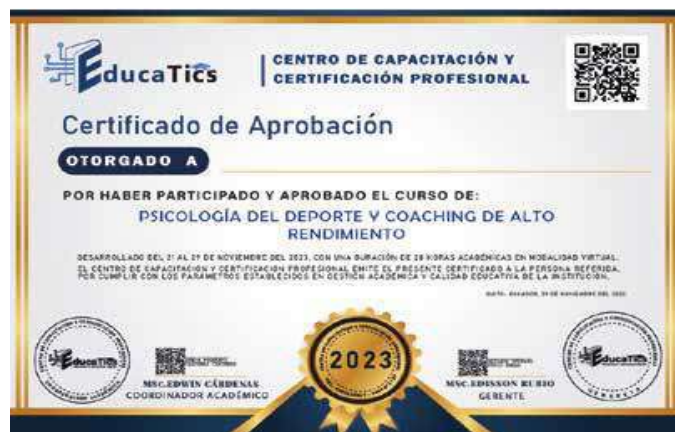 EducaTics
CENTRO DE CAPACITACIÓN Y
CERTIFICACIÓN PROFESIONAL
Certificado de Aprobación
OTORGADO A
POR HABER PARTICIPADO Y APROBADO EL CURSO DE:
PSICOLOGÍA DEL DEPORTE Y COACHING DE ALTO
RENDIMIENTO
DESARROLLADO DEL 21 AL 29 DE NOVIEMBRE DEL 2023, CON UNA DURACIÓN DE 20 HORAS ACADÉMICAS EN MODALIDAD VIRTUAL.
EL CENTRO DE CAPACITACIÓN Y CERTIFICACIÓN PROFESIONAL EMITE EL PRESENTE CERTIFICADO A LA PERSONA REFERIDA,
POR CUMPLIR CON LOS PARÁMETROS ESTABLECIDOS EN GESTIÓN ACADÉMICA Y CALIDAD EDUCATIVA DE LA INSTITUCIÓN.
EducaTics
MSC.EDWIN CÁRDENAS
COORDINADOR ACADÉMICO
2023
MSC.EDISSON RUBIO
GERENTE
EducaTics
GERENCIA